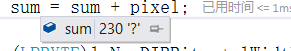 sum = sum + pixel; 已用时间 <= 1ms
sum 230 '?'